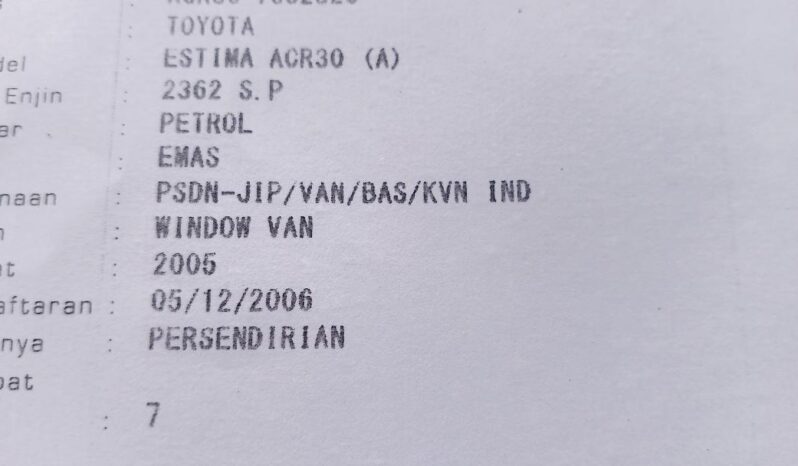 : TOYOTA
del : ESTIMA ACR30 (A)
Enjin : 2362 S.P
ar : PETROL
: EMAS
naan : PSDN-JIP/VAN/BAS/KVN IND
n : WINDOW VAN
at : 2005
aftaran : 05/12/2006
nya : PERSENDIRIAN
pat
: 7